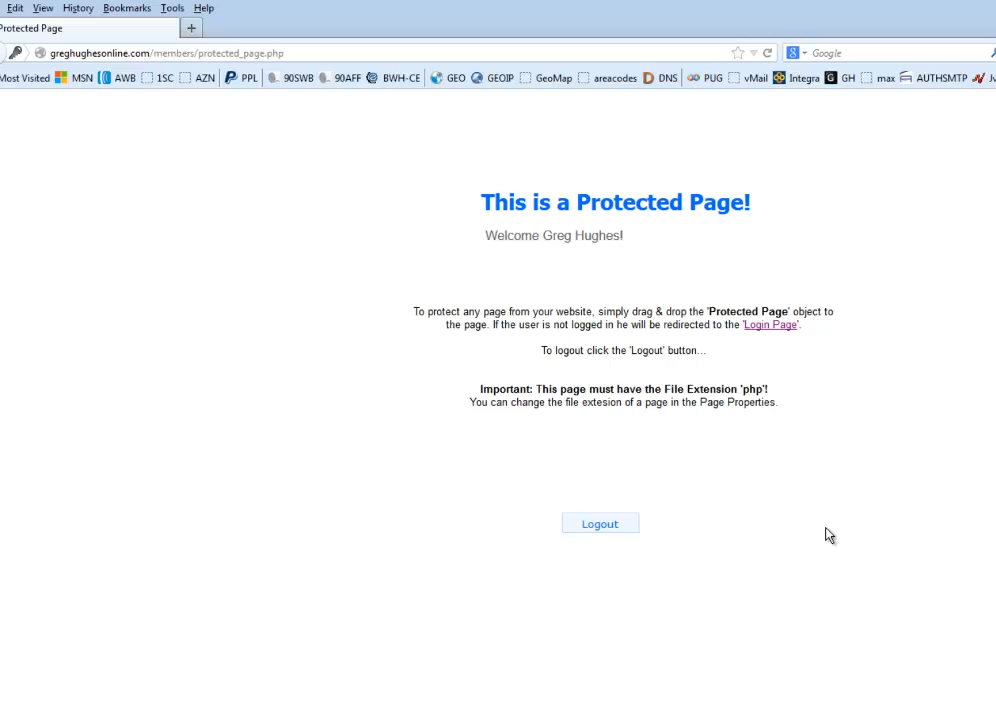 Edit View History Bookmarks Tools Help
Protected Page +
greghughesonline.com/members/protected_page.php 8 Google
Most Visited MSN AWB 1SC AZN PPL 90SWB 90AFF BWH-CE GEO GEOIP GeoMap areacodes DNS PUG vMail Integra G GH max AUTHSMTP
This is a Protected Page!
Welcome Greg Hughes!
To protect any page from your website, simply drag & drop the 'Protected Page' object to
the page. If the user is not logged in he will be redirected to the 'Login Page'.
To logout click the 'Logout' button...
Important: This page must have the File Extension 'php'!
You can change the file extesion of a page in the Page Properties.
Logout